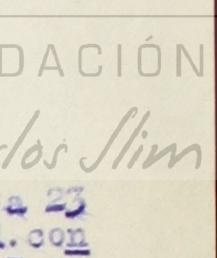 DACIÓN
los Slim
a 23
l. con